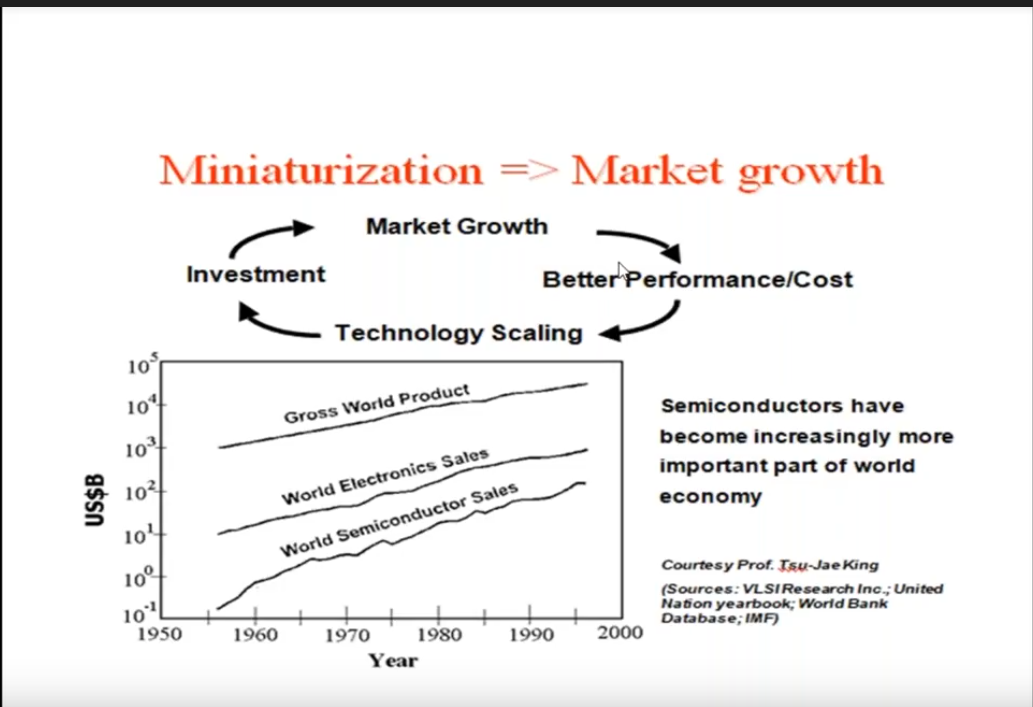 Miniaturization => Market growth
Market Growth
Investment
Better Performance/Cost
Technology Scaling
10^5
10^4
10^3
10^2
10^1
10^0
10^-1
US$B
Gross World Product
World Electronics Sales
World Semiconductor Sales
1950 1960 1970 1980 1990 2000
Year
Semiconductors have
become increasingly more
important part of world
economy
Courtesy Prof. Tsu-Jae King
(Sources: VLSI Research Inc.; United
Nation yearbook; World Bank
Database; IMF)